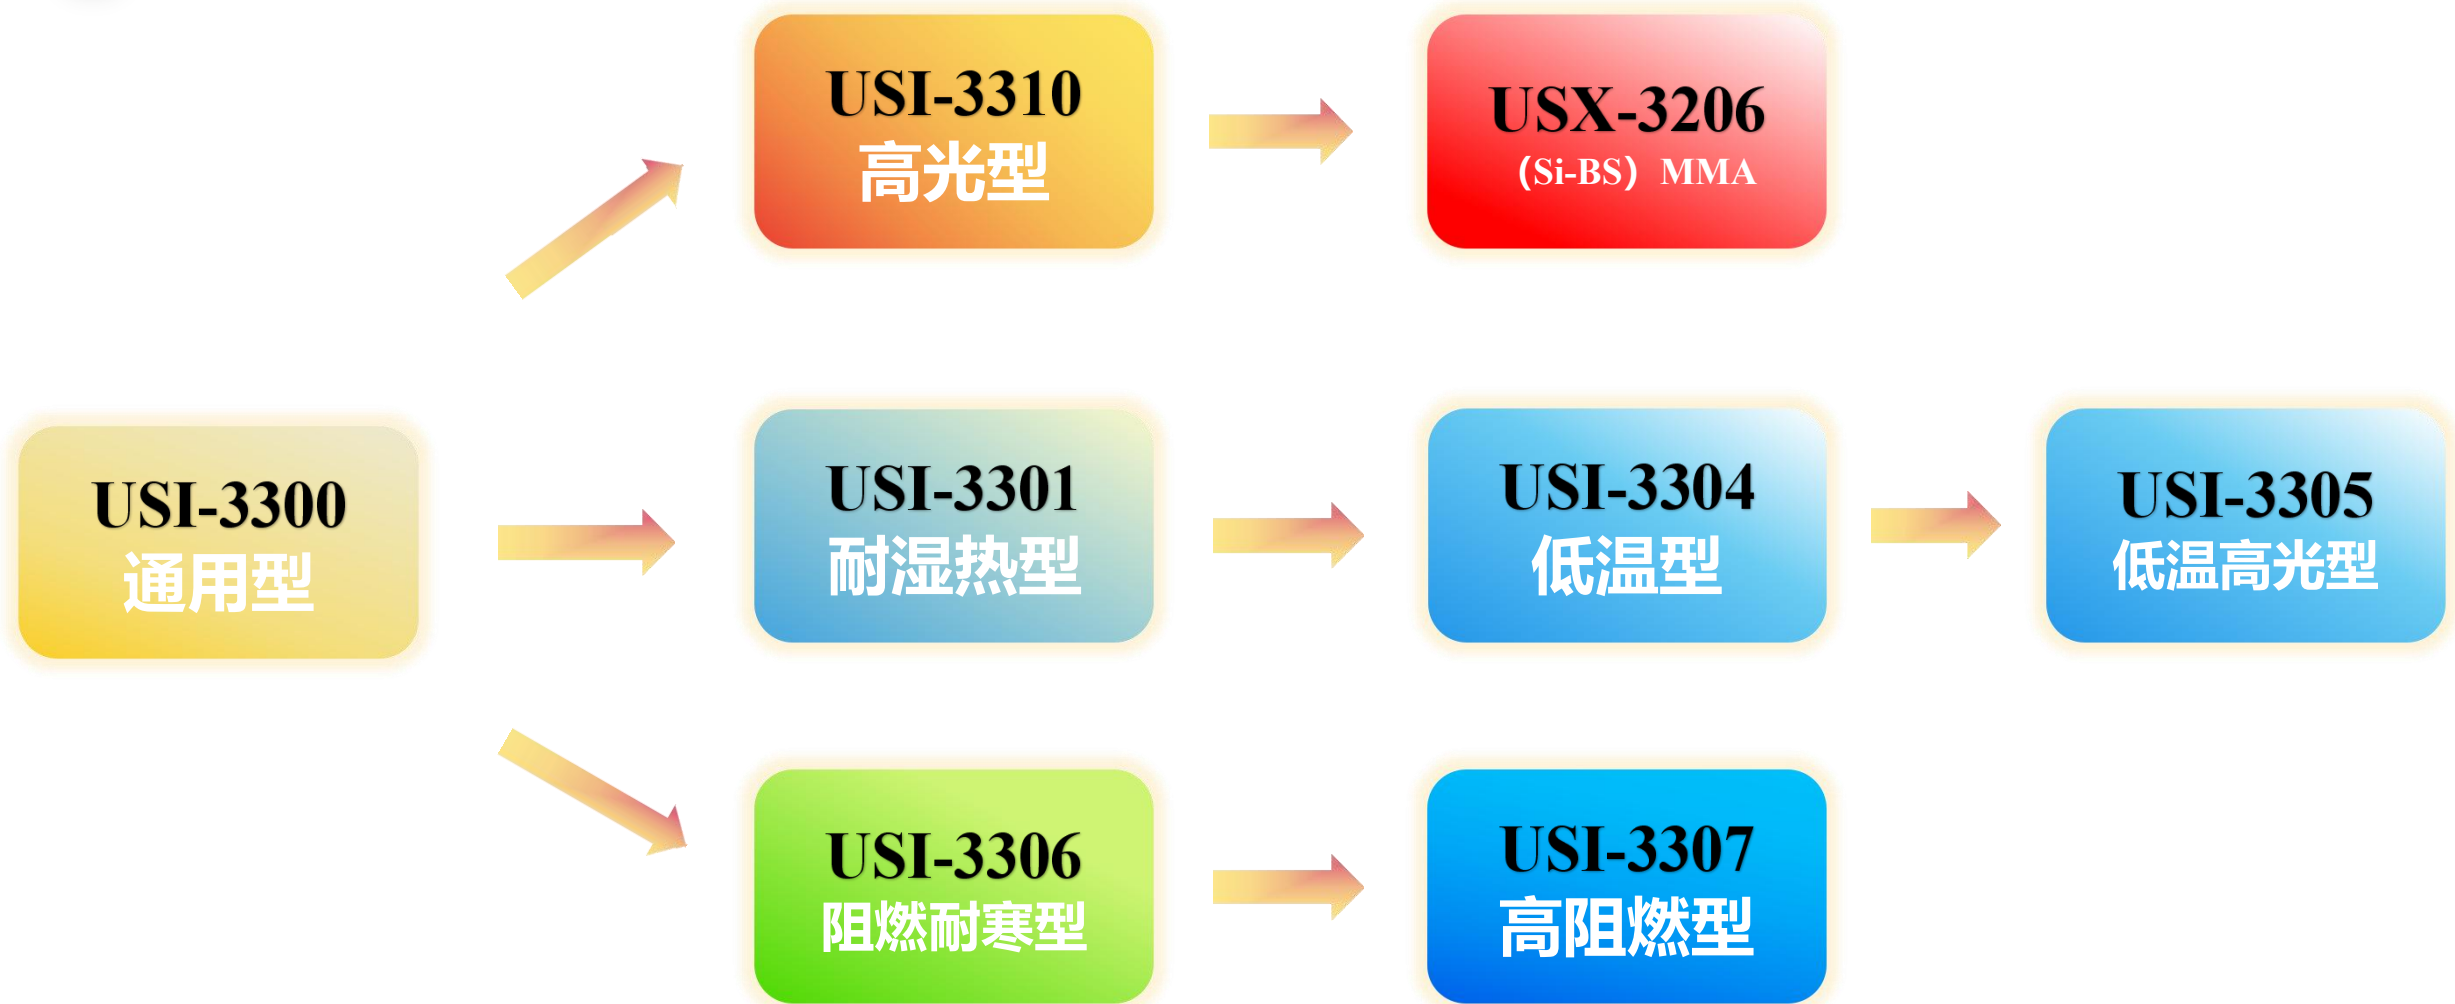 USI-3310
高光型
USX-3206
（Si-BS）MMA
USI-3300
通用型
USI-3301
耐湿热型
USI-3304
低温型
USI-3305
低温高光型
USI-3306
阻燃耐寒型
USI-3307
高阻燃型